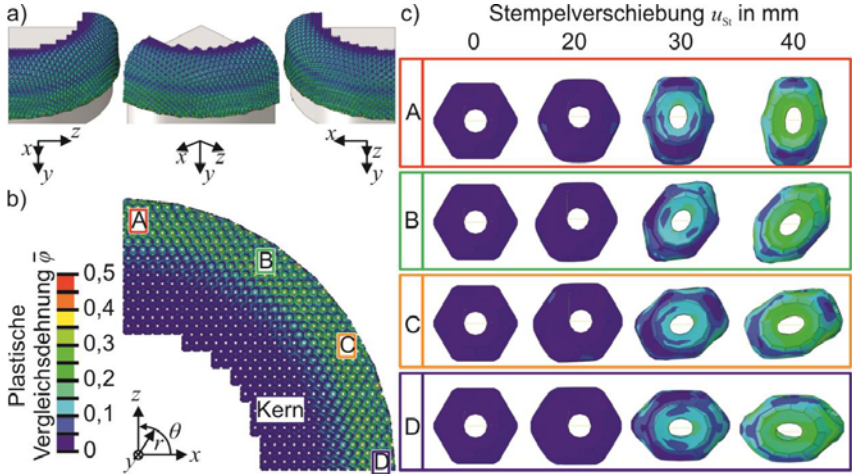 a)
x z y
x z y
x z y
b)
A
B
C
D
Kern
Plastische
Vergleichsdehnung φ̅
0,5
0,4
0,3
0,2
0,1
0
z
θ
r
y x
c)
Stempelverschiebung u_St in mm
0 20 30 40
A
B
C
D